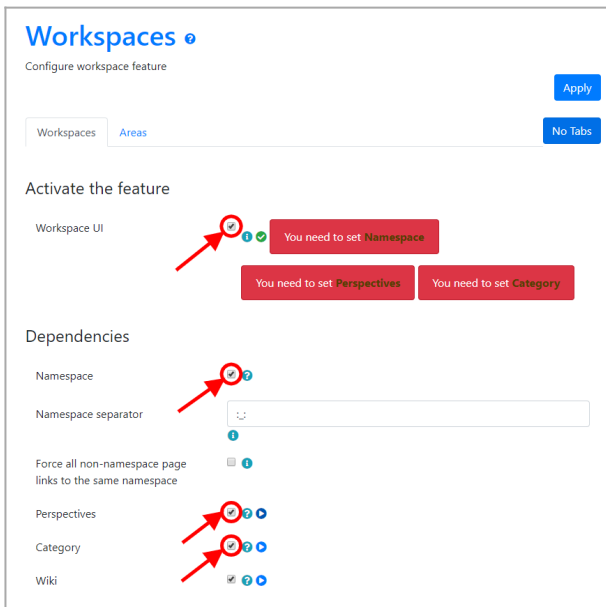 Workspaces
Configure workspace feature
Apply
Workspaces Areas No Tabs
Activate the feature
Workspace UI
You need to set Namespace
You need to set Perspectives You need to set Category
Dependencies
Namespace
Namespace separator :_:
Force all non-namespace page
links to the same namespace
Perspectives
Category
Wiki